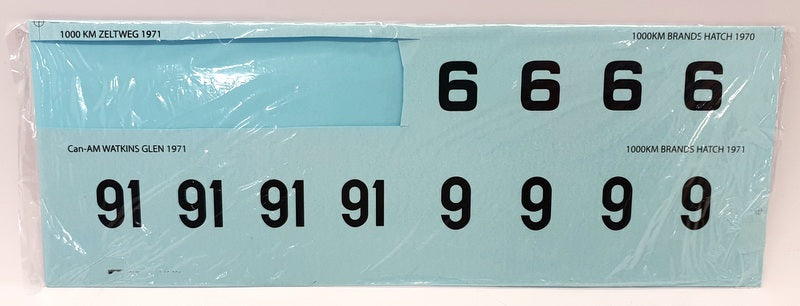 1000 KM ZELTWEG 1971
1000KM BRANDS HATCH 1970
6 6 6 6
Can-AM WATKINS GLEN 1971
1000KM BRANDS HATCH 1971
91 91 91 91 9 9 9 9